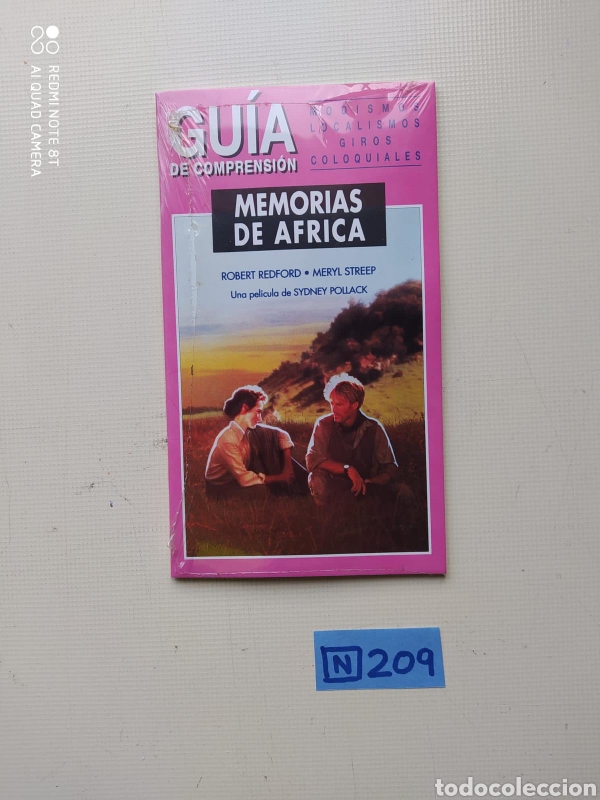 REDMI NOTE 8T
AI QUAD CAMERA
GUÍA
DE COMPRENSIÓN
MODISMOS
LOCALISMOS
GIROS
COLOQUIALES
MEMORIAS
DE AFRICA
ROBERT REDFORD • MERYL STREEP
Una película de SYDNEY POLLACK
N 209
todocoleccion